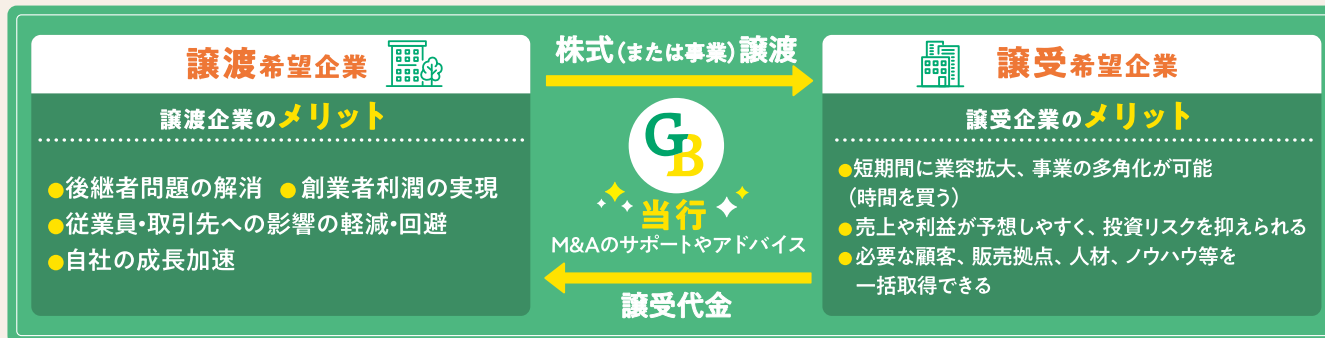 譲渡希望企業
譲渡企業のメリット
●後継者問題の解消 ●創業者利潤の実現
●従業員・取引先への影響の軽減・回避
●自社の成長加速
株式(または事業)譲渡
GB
当行
M&Aのサポートやアドバイス
譲受代金
譲受希望企業
譲受企業のメリット
●短期間に業容拡大、事業の多角化が可能
(時間を買う)
●売上や利益が予想しやすく、投資リスクを抑えられる
●必要な顧客、販売拠点、人材、ノウハウ等を
一括取得できる